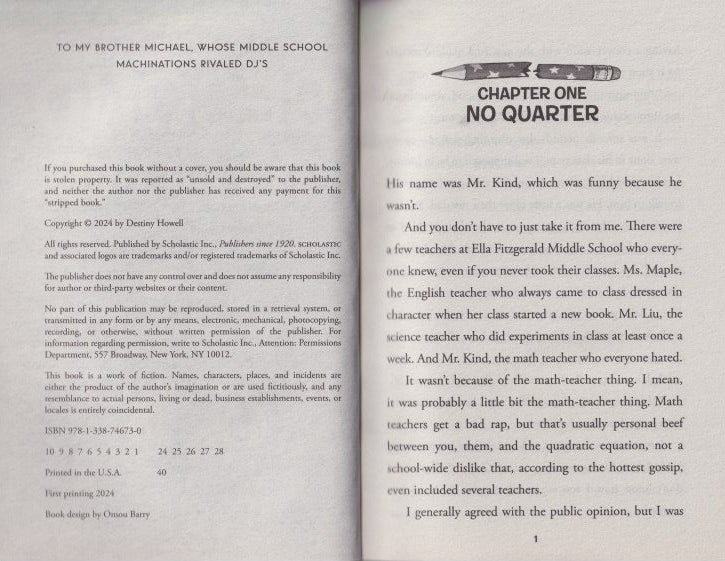 TO MY BROTHER MICHAEL, WHOSE MIDDLE SCHOOL
MACHINATIONS RIVALED DJ'S
If you purchased this book without a cover, you should be aware that this book
is stolen property. It was reported as “unsold and destroyed” to the publisher,
and neither the author nor the publisher has received any payment for this
“stripped book.”
Copyright © 2024 by Destiny Howell
All rights reserved. Published by Scholastic Inc., Publishers since 1920. SCHOLASTIC
and associated logos are trademarks and/or registered trademarks of Scholastic Inc.
The publisher does not have any control over and does not assume any responsibility
for author or third-party websites or their content.
No part of this publication may be reproduced, stored in a retrieval system, or
transmitted in any form or by any means, electronic, mechanical, photocopying,
recording, or otherwise, without written permission of the publisher. For
information regarding permission, write to Scholastic Inc., Attention: Permissions
Department, 557 Broadway, New York, NY 10012.
This book is a work of fiction. Names, characters, places, and incidents are
either the product of the author's imagination or are used fictitiously, and any
resemblance to actual persons, living or dead, business establishments, events, or
locales is entirely coincidental.
ISBN 978-1-338-74673-0
10 9 8 7 6 5 4 3 2 1 24 25 26 27 28
Printed in the U.S.A. 40
First printing 2024
Book design by Omou Barry
CHAPTER ONE
NO QUARTER
His name was Mr. Kind, which was funny because he
wasn't.
And you don't have to just take it from me. There were
a few teachers at Ella Fitzgerald Middle School who every-
one knew, even if you never took their classes. Ms. Maple,
the English teacher who always came to class dressed in
character when her class started a new book. Mr. Liu, the
science teacher who did experiments in class at least once a
week. And Mr. Kind, the math teacher who everyone hated.
It wasn't because of the math-teacher thing. I mean,
it was probably a little bit the math-teacher thing. Math
teachers get a bad rap, but that's usually personal beef
between you, them, and the quadratic equation, not a
school-wide dislike that, according to the hottest gossip,
even included several teachers.
I generally agreed with the public opinion, but I was
1